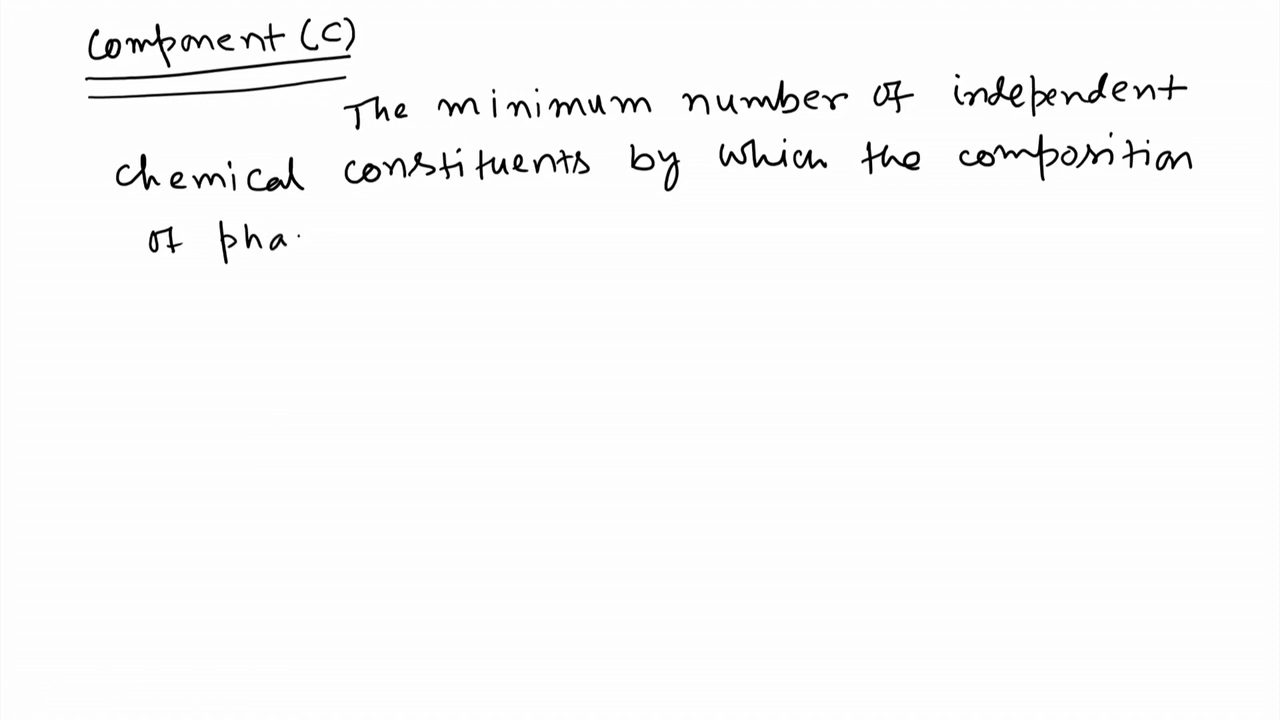 Component (C)
The minimum number of independent
chemical constituents by which the composition
of pha